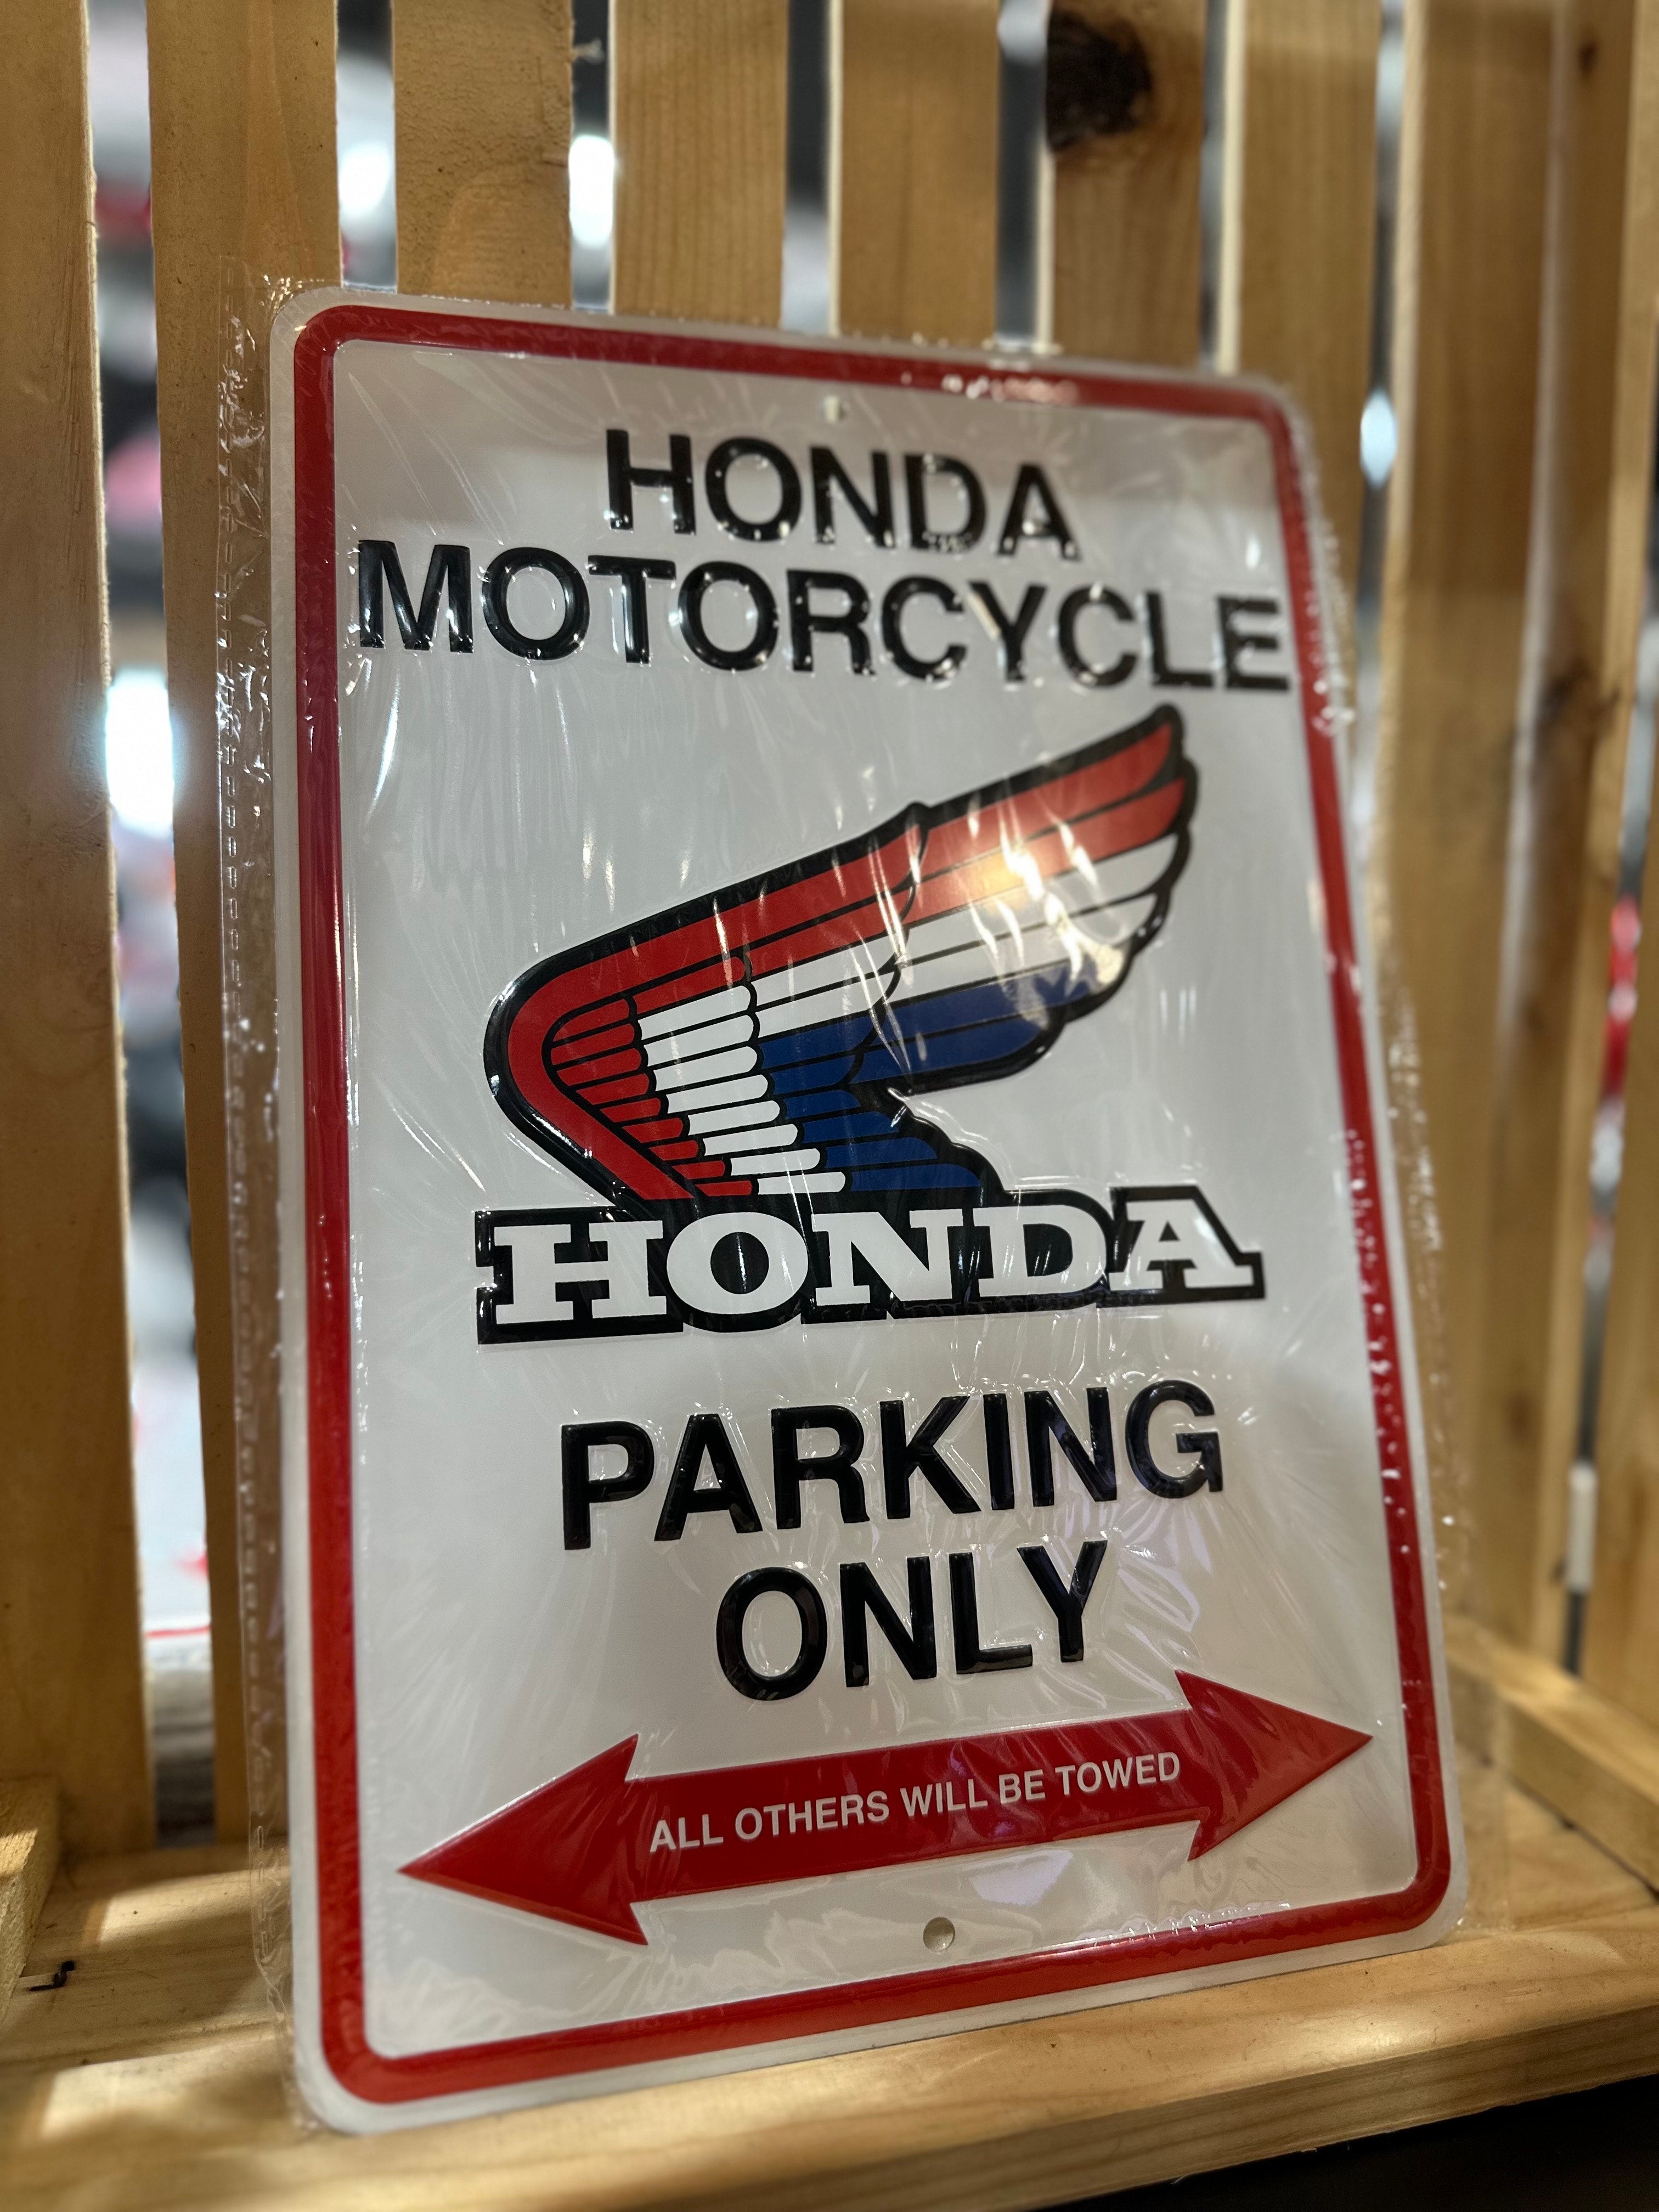 HONDA
MOTORCYCLE
HONDA
PARKING
ONLY
ALL OTHERS WILL BE TOWED